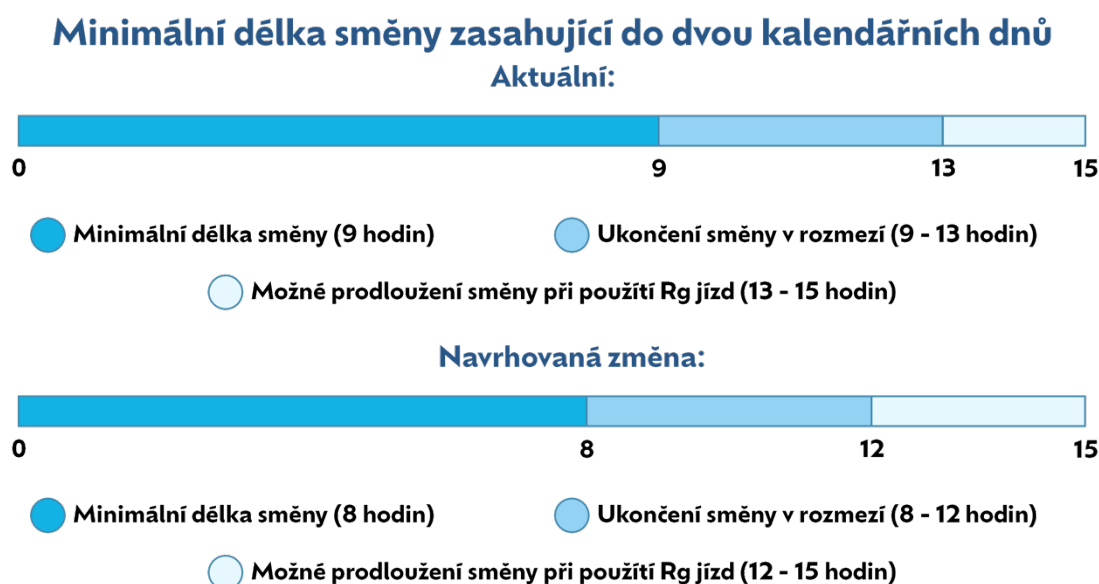 Minimální délka směny zasahující do dvou kalendářních dnů
Aktuální:
0 9 13 15
Minimální délka směny (9 hodin) Ukončení směny v rozmezí (9 - 13 hodin)
Možné prodloužení směny při použítí Rg jízd (13 - 15 hodin)
Navrhovaná změna:
0 8 12 15
Minimální délka směny (8 hodin) Ukončení směny v rozmezí (8 - 12 hodin)
Možné prodloužení směny při použítí Rg jízd (12 - 15 hodin)